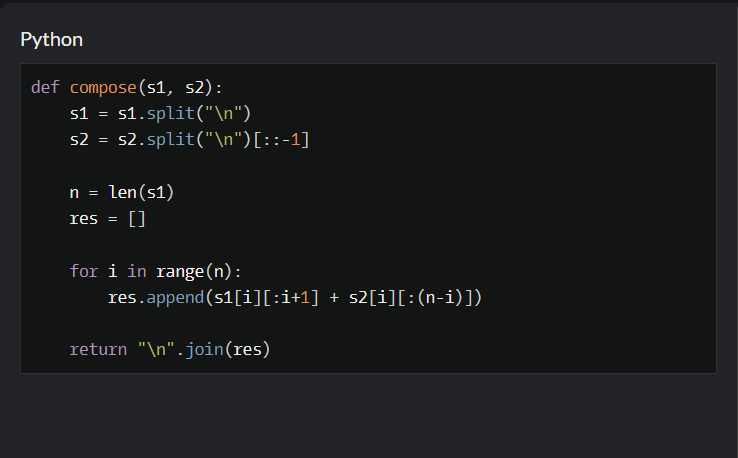 Python
def compose(s1, s2):
    s1 = s1.split("\n")
    s2 = s2.split("\n")[::-1]
    n = len(s1)
    res = []
    for i in range(n):
        res.append(s1[i][:i+1] + s2[i][:(n-i)])
    return "\n".join(res)